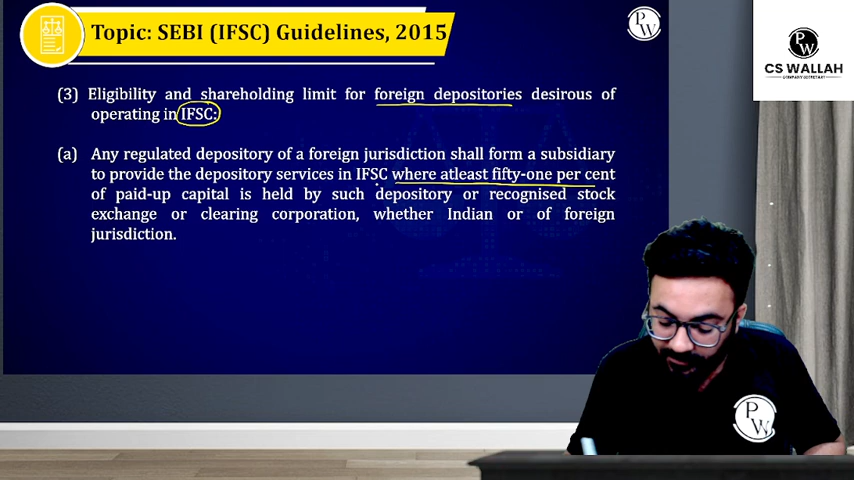 Topic: SEBI (IFSC) Guidelines, 2015
PW
CS WALLAH
COMPANY SECRETARY
(3) Eligibility and shareholding limit for foreign depositories desirous of
operating in IFSC:
(a) Any regulated depository of a foreign jurisdiction shall form a subsidiary
to provide the depository services in IFSC where atleast fifty-one per cent
of paid-up capital is held by such depository or recognised stock
exchange or clearing corporation, whether Indian or of foreign
jurisdiction.
PW